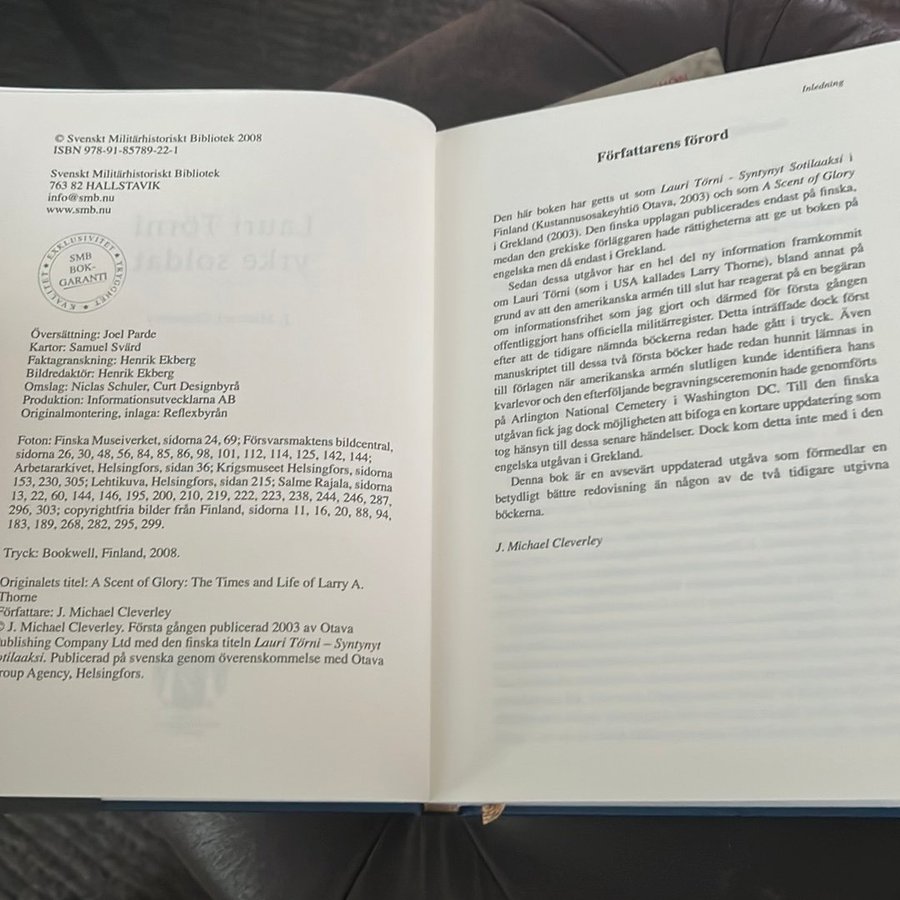 © Svenskt Militärhistoriskt Bibliotek 2008
ISBN 978-91-85789-22-1
Svenskt Militärhistoriskt Bibliotek
763 82 HALLSTAVIK
info@smb.nu
www.smb.nu
EXKLUSIVITET ★ TRYGGHET ★ KVALITET ★
SMB
BOK-
GARANTI
Översättning: Joel Parde
Kartor: Samuel Svärd
Faktagranskning: Henrik Ekberg
Bildredaktör: Henrik Ekberg
Omslag: Niclas Schuler, Curt Designbyrå
Produktion: Informationsutvecklarna AB
Originalmontering, inlaga: Reflexbyrån
Foton: Finska Museiverket, sidorna 24, 69; Försvarsmaktens bildcentral,
sidorna 26, 30, 48, 56, 84, 85, 86, 98, 101, 112, 114, 125, 142, 144;
Arbetararkivet, Helsingfors, sidan 36; Krigsmuseet Helsingfors, sidorna
153, 230, 305; Lehtikuva, Helsingfors, sidan 215; Salme Rajala, sidorna
13, 22, 60, 144, 146, 195, 200, 210, 219, 222, 223, 238, 244, 246, 287,
296, 303; copyrightfria bilder från Finland, sidorna 11, 16, 20, 88, 94,
183, 189, 268, 282, 295, 299.
Tryck: Bookwell, Finland, 2008.
Originalets titel: A Scent of Glory: The Times and Life of Larry A.
Thorne
Författare: J. Michael Cleverley
© J. Michael Cleverley. Första gången publicerad 2003 av Otava
ublishing Company Ltd med den finska titeln Lauri Törni – Syntynyt
otilaaksi. Publicerad på svenska genom överenskommelse med Otava
roup Agency, Helsingfors.
Inledning
Författarens förord
Den här boken har getts ut som Lauri Törni - Syntynyt Sotilaaksi i
Finland (Kustannusosakeyhtiö Otava, 2003) och som A Scent of Glory
i Grekland (2003). Den finska upplagan publicerades endast på finska,
medan den grekiske förläggaren hade rättigheterna att ge ut boken på
engelska men då endast i Grekland.
Sedan dessa utgåvor har en hel del ny information framkommit
om Lauri Törni (som i USA kallades Larry Thorne), bland annat på
grund av att den amerikanska armén till slut har reagerat på en begäran
om informationsfrihet som jag gjort och därmed för första gången
offentliggjort hans officiella militärregister. Detta inträffade dock först
efter att de tidigare nämnda böckerna redan hade gått i tryck. Även
manuskriptet till dessa två första böcker hade redan hunnit lämnas in
till förlagen när amerikanska armén slutligen kunde identifiera hans
kvarlevor och den efterföljande begravningsceremonin hade genomförts
på Arlington National Cemetery i Washington DC. Till den finska
utgåvan fick jag dock möjligheten att bifoga en kortare uppdatering som
tog hänsyn till dessa senare händelser. Dock kom detta inte med i den
engelska utgåvan i Grekland.
Denna bok är en avsevärt uppdaterad utgåva som förmedlar en
betydligt bättre redovisning än någon av de två tidigare utgivna
böckerna.
J. Michael Cleverley